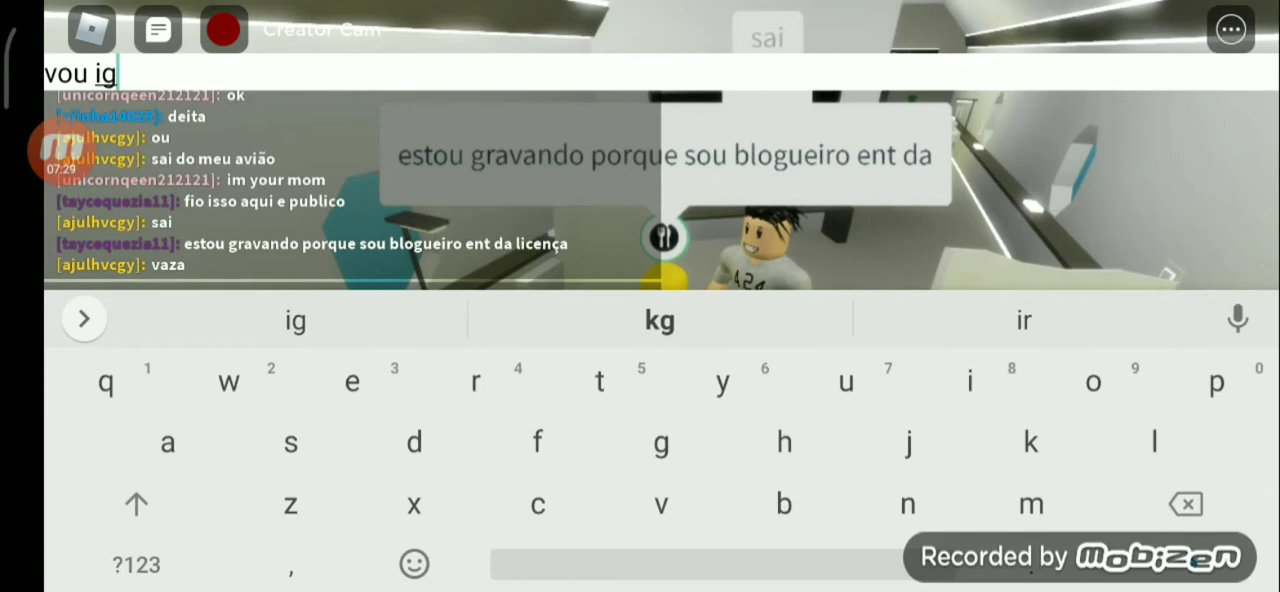 Creator Cam
sai
vou ig
[unicornqeen212121]: ok
deita
[ajulhvcgy]: ou
07:29
[ajulhvcgy]: sai do meu avião
[unicornqeen212121]: im your mom
[taycequezia11]: fio isso aqui e publico
[ajulhvcgy]: sai
[taycequezia11]: estou gravando porque sou blogueiro ent da licença
[ajulhvcgy]: vaza
estou gravando porque sou blogueiro ent da
424
ig kg ir
q 1 w 2 e 3 r 4 t 5 y 6 u 7 i 8 o 9 p 0
a s d f g h j k l
z x c v b n m
?123 ,
Recorded by mobizen